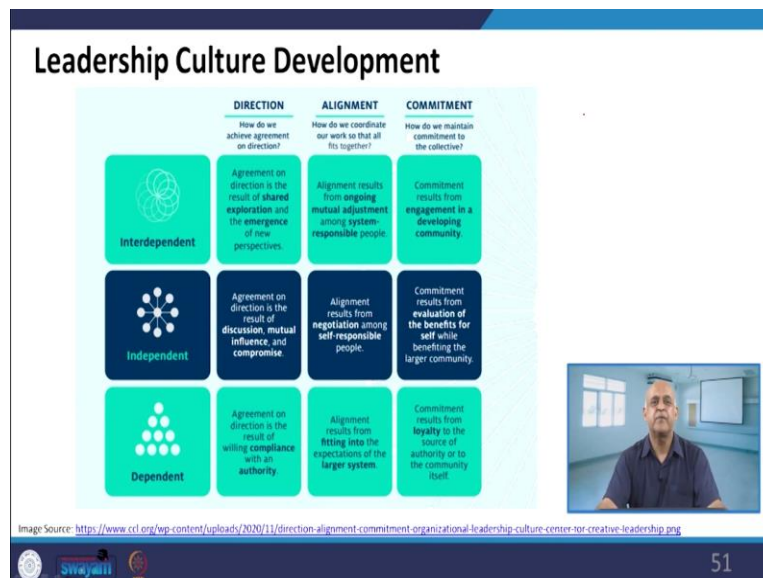 Leadership Culture Development
DIRECTION
How do we
achieve agreement
on direction?
ALIGNMENT
How do we coordinate
our work so that all
fits together?
COMMITMENT
How do we maintain
commitment to
the collective?
Interdependent
Agreement on
direction is the
result of shared
exploration and
the emergence
of new
perspectives.
Alignment results
from ongoing
mutual adjustment
among system-
responsible people.
Commitment
results from
engagement in a
developing
community.
Independent
Agreement on
direction is the
result of
discussion, mutual
influence, and
compromise.
Alignment
results from
negotiation among
self-responsible
people.
Commitment
results from
evaluation of
the benefits for
self while
benefiting the
larger community.
Dependent
Agreement on
direction is the
result of
willing compliance
with an
authority.
Alignment
results from
fitting into the
expectations of the
larger system.
Commitment
results from
loyalty to the
source of
authority or to
the community
itself.
Image Source: https://www.ccl.org/wp-content/uploads/2020/11/direction-alignment-commitment-organizational-leadership-culture-center-for-creative-leadership.png
swayam
51